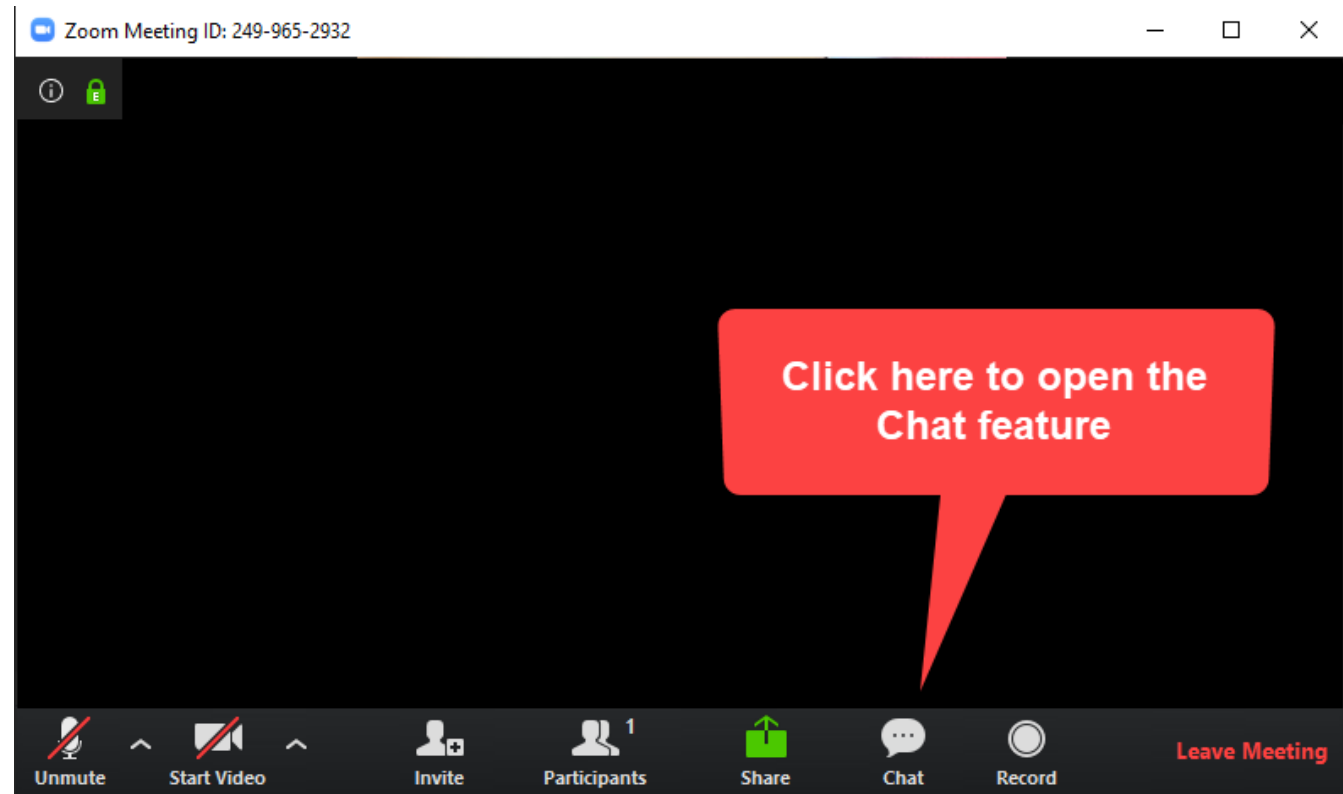 Zoom Meeting ID: 249-965-2932
E
Click here to open the
Chat feature
1
Unmute
Start Video
Invite
Participants
Share
Chat
Record
Leave Meeting